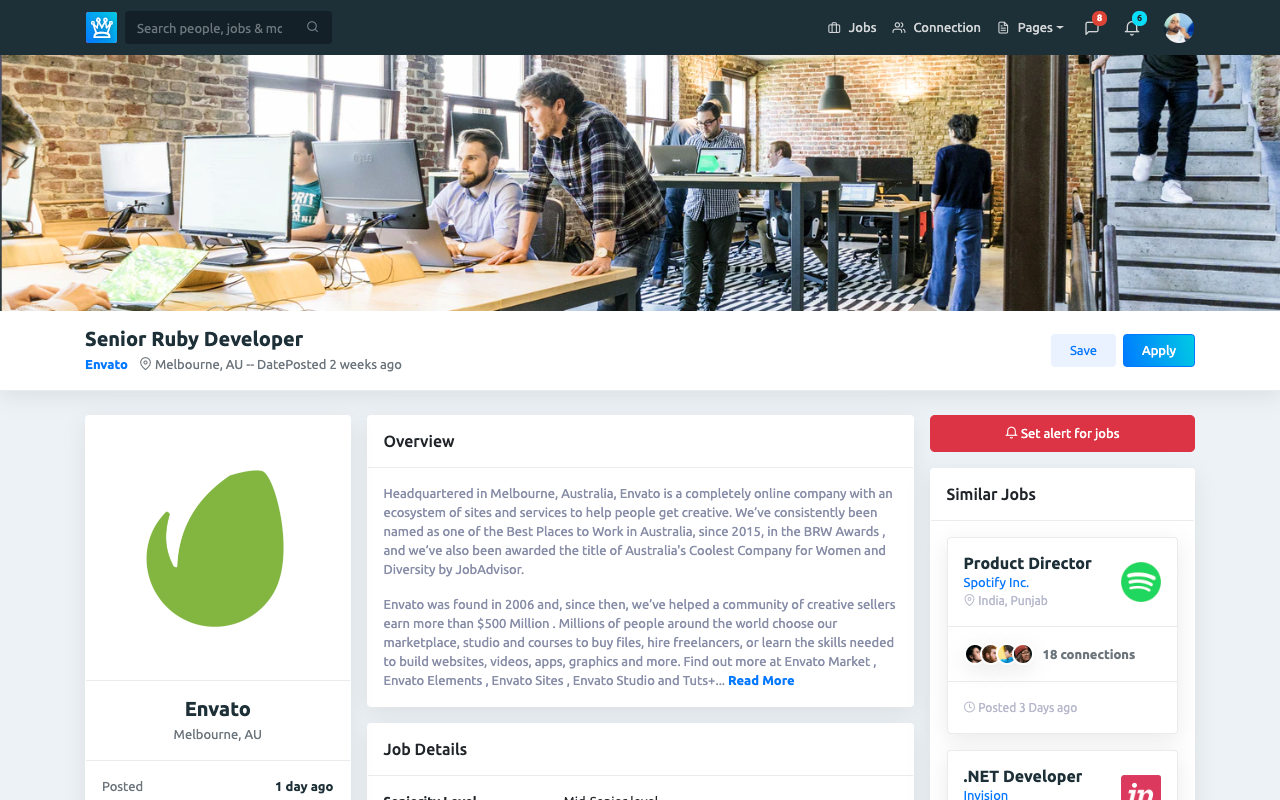 Search people, jobs & mo
Jobs
Connection
Pages
8
6
Senior Ruby Developer
Envato
Melbourne, AU -- DatePosted 2 weeks ago
Save
Apply
Envato
Melbourne, AU
Posted
1 day ago
Overview
Headquartered in Melbourne, Australia, Envato is a completely online company with an
ecosystem of sites and services to help people get creative. We've consistently been
named as one of the Best Places to Work in Australia, since 2015, in the BRW Awards ,
and we've also been awarded the title of Australia's Coolest Company for Women and
Diversity by JobAdvisor.
Envato was found in 2006 and, since then, we've helped a community of creative sellers
earn more than $500 Million . Millions of people around the world choose our
marketplace, studio and courses to buy files, hire freelancers, or learn the skills needed
to build websites, videos, apps, graphics and more. Find out more at Envato Market ,
Envato Elements , Envato Sites , Envato Studio and Tuts+... Read More
Job Details
Seniority Level
Mid-Senior level
Set alert for jobs
Similar Jobs
Product Director
Spotify Inc.
India, Punjab
18 connections
Posted 3 Days ago
.NET Developer
Invision
in